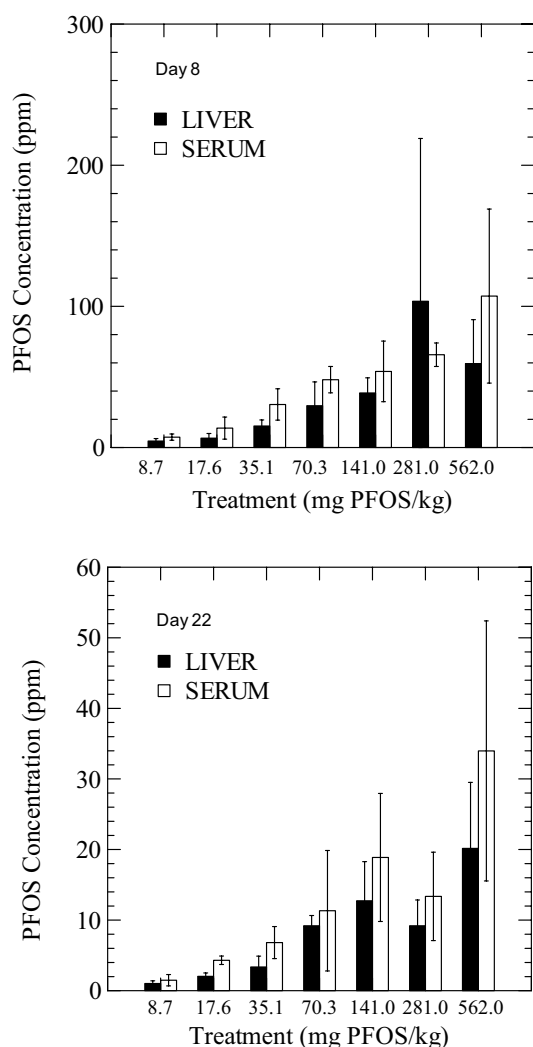 300
Day 8
LIVER
SERUM
200
100
0
PFOS Concentration (ppm)
8.7 17.6 35.1 70.3 141.0 281.0 562.0
Treatment (mg PFOS/kg)
60
Day 22
50
LIVER
SERUM
40
30
20
10
0
PFOS Concentration (ppm)
8.7 17.6 35.1 70.3 141.0 281.0 562.0
Treatment (mg PFOS/kg)